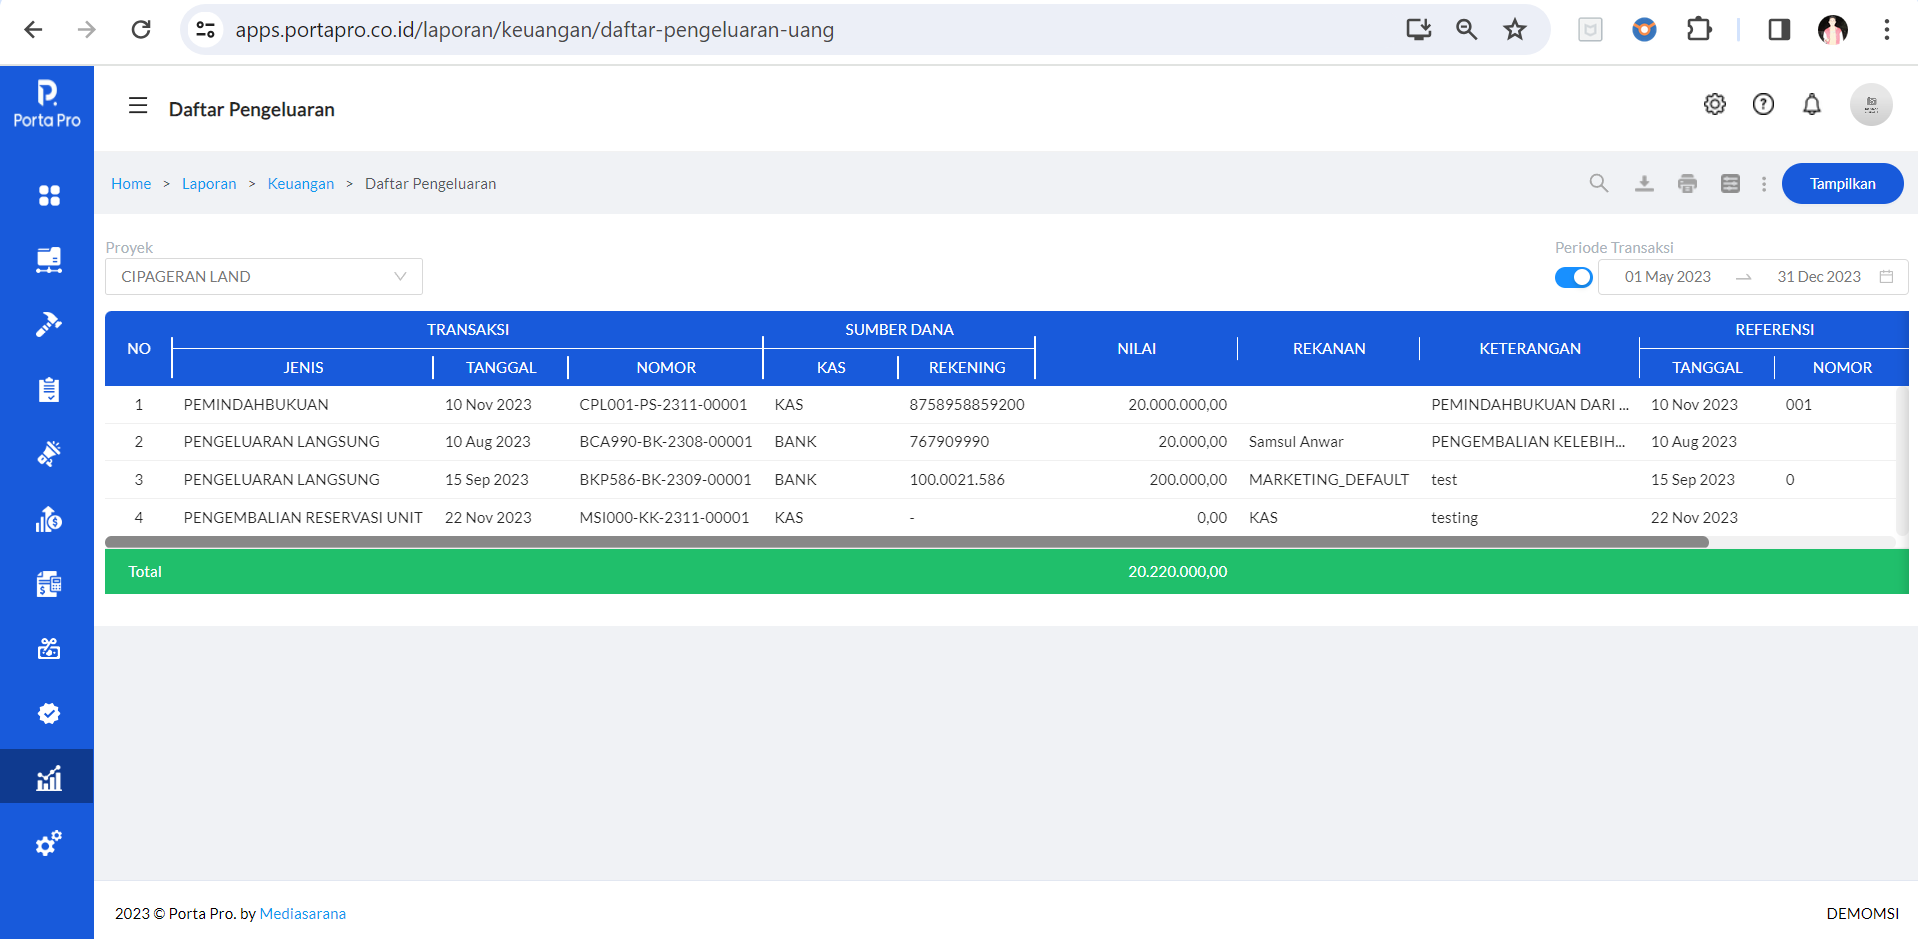 apps.portapro.co.id/laporan/keuangan/daftar-pengeluaran-uang
Porta Pro
Daftar Pengeluaran
Home > Laporan > Keuangan > Daftar Pengeluaran
Tampilkan
Proyek
Periode Transaksi
CIPAGERAN LAND
01 May 2023
31 Dec 2023
TRANSAKSI SUMBER DANA REFERENSI
NO NILAI REKANAN KETERANGAN
JENIS TANGGAL NOMOR KAS REKENING TANGGAL NOMOR
1 PEMINDAHBUKUAN 10 Nov 2023 CPL001-PS-2311-00001 KAS 8758958859200 20.000.000,00 PEMINDAHBUKUAN DARI ... 10 Nov 2023 001
2 PENGELUARAN LANGSUNG 10 Aug 2023 BCA990-BK-2308-00001 BANK 767909990 20.000,00 Samsul Anwar PENGEMBALIAN KELEBIH... 10 Aug 2023
3 PENGELUARAN LANGSUNG 15 Sep 2023 BKP586-BK-2309-00001 BANK 100.0021.586 200.000,00 MARKETING_DEFAULT test 15 Sep 2023 0
4 PENGEMBALIAN RESERVASI UNIT 22 Nov 2023 MSI000-KK-2311-00001 KAS - 0,00 KAS testing 22 Nov 2023
Total 20.220.000,00
2023 © Porta Pro. by Mediasarana
DEMOMSI